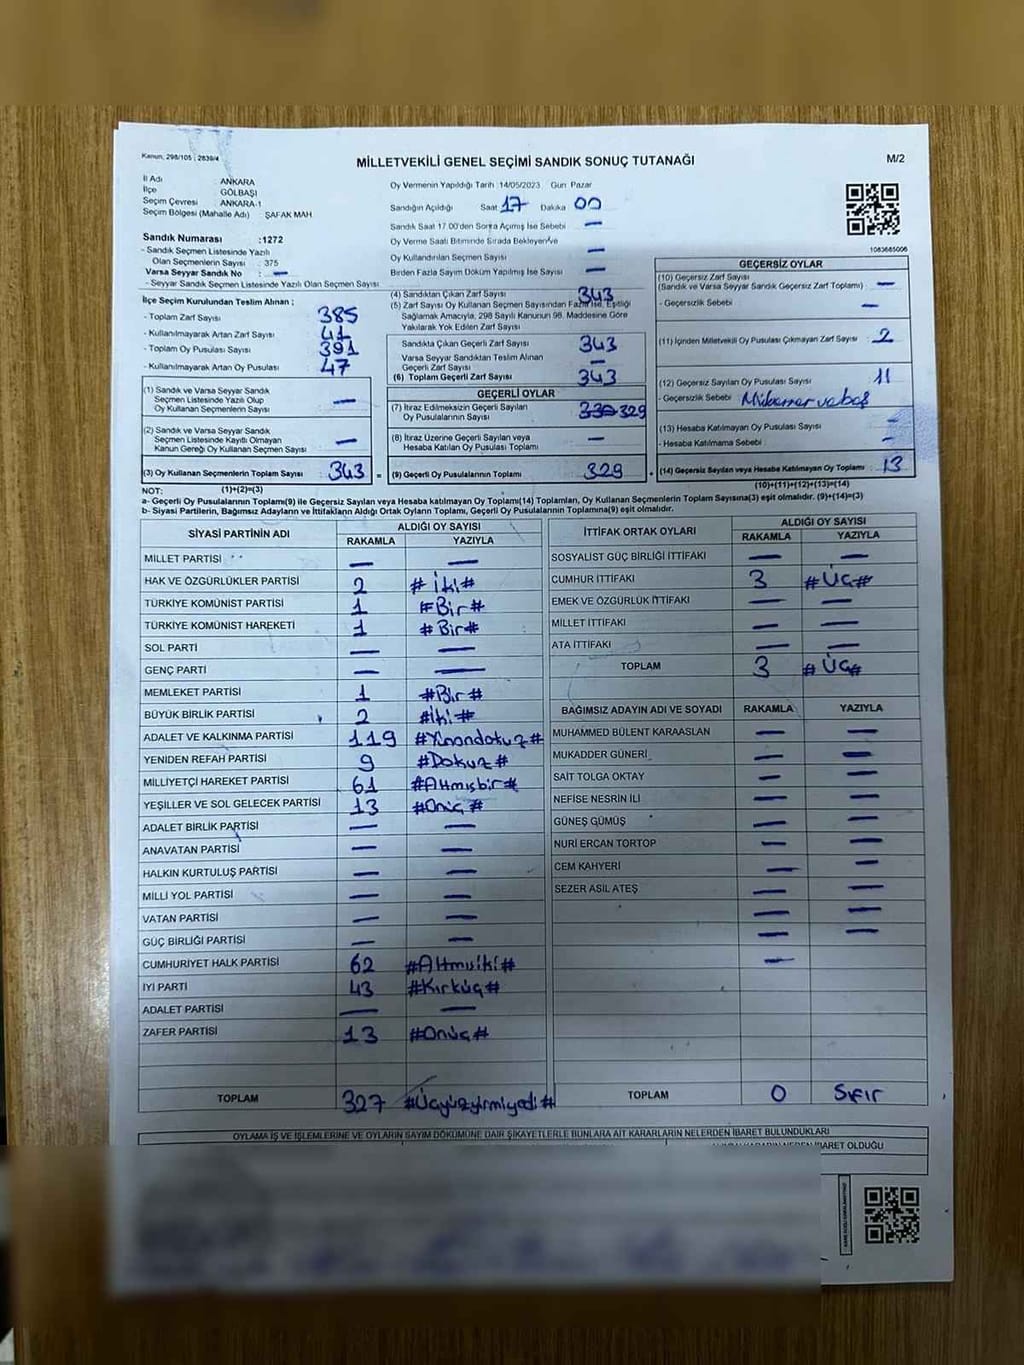 Kanun; 298/105 ; 2839/4
MİLLETVEKİLİ GENEL SEÇİMİ SANDIK SONUÇ TUTANAĞI
M/2
İl Adı ANKARA
İlçe GÖLBAŞI
Seçim Çevresi ANKARA-1
Seçim Bölgesi (Mahalle Adı) ŞAFAK MAH
Sandık Numarası :1272
- Sandık Seçmen Listesinde Yazılı
Olan Seçmenlerin Sayısı : 375
Varsa Seyyar Sandık No : —
- Seyyar Sandık Seçmen Listesinde Yazılı Olan Seçmen Sayısı
İlçe Seçim Kurulundan Teslim Alınan ;
- Toplam Zarf Sayısı 385
- Kullanılmayarak Artan Zarf Sayısı 41
- Toplam Oy Pusulası Sayısı 391
- Kullanılmayarak Artan Oy Pusulası 47
(1) Sandık ve Varsa Seyyar Sandık
Seçmen Listesinde Yazılı Olup
Oy Kullanan Seçmenlerin Sayısı —
(2) Sandık ve Varsa Seyyar Sandık
Seçmen Listesinde Kayıtlı Olmayan
Kanun Gereği Oy Kullanan Seçmen Sayısı —
(3) Oy Kullanan Seçmenlerin Toplam Sayısı 343 =
(1)+(2)=(3)
Oy Vermenin Yapıldığı Tarih 14/05/2023 Gün Pazar
Sandığın Açıldığı Saat 17 Dakika 00
Sandık Saat 17.00'den Sonra Açılmış İse Sebebi —
Oy Verme Saati Bitiminde Sırada Bekleyen ve
Oy Kullandırılan Seçmen Sayısı —
Birden Fazla Sayım Döküm Yapılmış İse Sayısı —
(4) Sandıktan Çıkan Zarf Sayısı 343
(5) Zarf Sayısı Oy Kullanan Seçmen Sayısından Fazla İse, Eşitliği
Sağlamak Amacıyla, 298 Sayılı Kanunun 98. Maddesine Göre
Yakılarak Yok Edilen Zarf Sayısı
Sandıkta Çıkan Geçerli Zarf Sayısı 343
Varsa Seyyar Sandıktan Teslim Alınan
Geçerli Zarf Sayısı —
(6) Toplam Geçerli Zarf Sayısı 343
GEÇERLİ OYLAR
(7) İtiraz Edilmeksizin Geçerli Sayılan
Oy Pusulalarının Sayısı 330 329
(8) İtiraz Üzerine Geçerli Sayılan veya
Hesaba Katılan Oy Pusulası Toplamı —
(9) Geçerli Oy Pusulalarının Toplamı 329
1083685006
GEÇERSİZ OYLAR
(10) Geçersiz Zarf Sayısı
(Sandık ve Varsa Seyyar Sandık Geçersiz Zarf Toplamı) —
- Geçersizlik Sebebi —
(11) İçinden Milletvekili Oy Pusulası Çıkmayan Zarf Sayısı 2
(12) Geçersiz Sayılan Oy Pusulası Sayısı 11
- Geçersizlik Sebebi
(13) Hesaba Katılmayan Oy Pusulası Sayısı —
- Hesaba Katılmama Sebebi —
(14) Geçersiz Sayılan veya Hesaba Katılmayan Oy Toplamı 13
(10)+(11)+(12)+(13)=(14)
NOT:
a- Geçerli Oy Pusulalarının Toplamı(9) ile Geçersiz Sayılan veya Hesaba katılmayan Oy Toplamı(14) Toplamları, Oy Kullanan Seçmenlerin Toplam Sayısına(3) eşit olmalıdır. (9)+(14)=(3)
b- Siyasi Partilerin, Bağımsız Adayların ve İttifakların Aldığı Ortak Oyların Toplamı, Geçerli Oy Pusulalarının Toplamına(9) eşit olmalıdır.
SİYASİ PARTİNİN ADI ALDIĞI OY SAYISI
RAKAMLA YAZIYLA
MİLLET PARTİSİ — —
HAK VE ÖZGÜRLÜKLER PARTİSİ 2 #İki#
TÜRKİYE KOMÜNİST PARTİSİ 1 #Bir#
TÜRKİYE KOMÜNİST HAREKETİ 1 #Bir#
SOL PARTİ — —
GENÇ PARTİ — —
MEMLEKET PARTİSİ 1 #Bir#
BÜYÜK BİRLİK PARTİSİ 2 #İki#
ADALET VE KALKINMA PARTİSİ 119 #Yüzondokuz#
YENİDEN REFAH PARTİSİ 9 #Dokuz#
MİLLİYETÇİ HAREKET PARTİSİ 61 #Altmışbir#
YEŞİLLER VE SOL GELECEK PARTİSİ 13 #Onüç#
ADALET BİRLİK PARTİSİ — —
ANAVATAN PARTİSİ — —
HALKIN KURTULUŞ PARTİSİ — —
MİLLİ YOL PARTİSİ — —
VATAN PARTİSİ — —
GÜÇ BİRLİĞİ PARTİSİ — —
CUMHURİYET HALK PARTİSİ 62 #Altmışiki#
İYİ PARTİ 43 #Kırküç#
ADALET PARTİSİ — —
ZAFER PARTİSİ 13 #Onüç#
TOPLAM 327 #Üçyüzyirmiyedi#
İTTİFAK ORTAK OYLARI ALDIĞI OY SAYISI
RAKAMLA YAZIYLA
SOSYALİST GÜÇ BİRLİĞİ İTTİFAKI — —
CUMHUR İTTİFAKI 3 #Üç#
EMEK VE ÖZGÜRLÜK İTTİFAKI — —
MİLLET İTTİFAKI — —
ATA İTTİFAKI — —
TOPLAM 3 #Üç#
BAĞIMSIZ ADAYIN ADI VE SOYADI RAKAMLA YAZIYLA
MUHAMMED BÜLENT KARAASLAN — —
MUKADDER GÜNERİ — —
SAİT TOLGA OKTAY — —
NEFİSE NESRİN İLİ — —
GÜNEŞ GÜMÜŞ — —
NURİ ERCAN TORTOP — —
CEM KAHYERİ — —
SEZER ASİL ATEŞ — —
— —
— —
—
TOPLAM 0 Sıfır
OYLAMA İŞ VE İŞLEMLERİNE VE OYLARIN SAYIM DÖKÜMÜNE DAİR ŞİKAYETLERLE BUNLARA AİT KARARLARIN NELERDEN İBARET BULUNDUKLARI
İBARET OLDUĞU